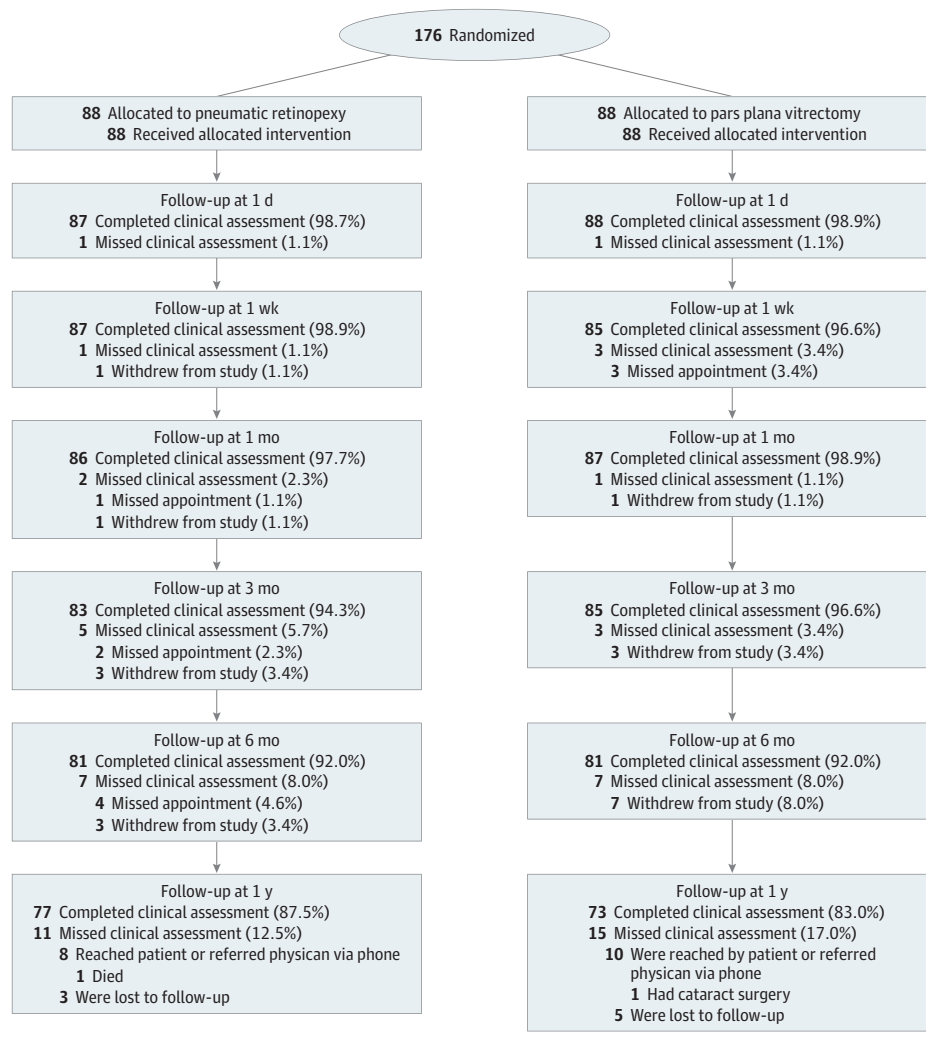 176 Randomized
88 Allocated to pneumatic retinopexy
88 Received allocated intervention
Follow-up at 1 d
87 Completed clinical assessment (98.7%)
1 Missed clinical assessment (1.1%)
Follow-up at 1 wk
87 Completed clinical assessment (98.9%)
1 Missed clinical assessment (1.1%)
1 Withdrew from study (1.1%)
Follow-up at 1 mo
86 Completed clinical assessment (97.7%)
2 Missed clinical assessment (2.3%)
1 Missed appointment (1.1%)
1 Withdrew from study (1.1%)
Follow-up at 3 mo
83 Completed clinical assessment (94.3%)
5 Missed clinical assessment (5.7%)
2 Missed appointment (2.3%)
3 Withdrew from study (3.4%)
Follow-up at 6 mo
81 Completed clinical assessment (92.0%)
7 Missed clinical assessment (8.0%)
4 Missed appointment (4.6%)
3 Withdrew from study (3.4%)
Follow-up at 1 y
77 Completed clinical assessment (87.5%)
11 Missed clinical assessment (12.5%)
8 Reached patient or referred physican via phone
1 Died
3 Were lost to follow-up
88 Allocated to pars plana vitrectomy
88 Received allocated intervention
Follow-up at 1 d
88 Completed clinical assessment (98.9%)
1 Missed clinical assessment (1.1%)
Follow-up at 1 wk
85 Completed clinical assessment (96.6%)
3 Missed clinical assessment (3.4%)
3 Missed appointment (3.4%)
Follow-up at 1 mo
87 Completed clinical assessment (98.9%)
1 Missed clinical assessment (1.1%)
1 Withdrew from study (1.1%)
Follow-up at 3 mo
85 Completed clinical assessment (96.6%)
3 Missed clinical assessment (3.4%)
3 Withdrew from study (3.4%)
Follow-up at 6 mo
81 Completed clinical assessment (92.0%)
7 Missed clinical assessment (8.0%)
7 Withdrew from study (8.0%)
Follow-up at 1 y
73 Completed clinical assessment (83.0%)
15 Missed clinical assessment (17.0%)
10 Were reached by patient or referred
physican via phone
1 Had cataract surgery
5 Were lost to follow-up